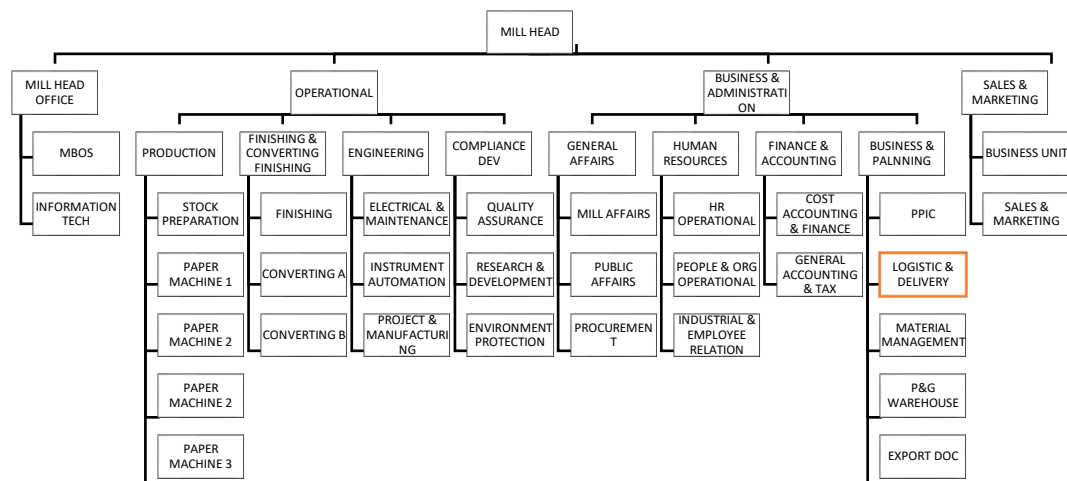 MILL HEAD
MILL HEAD
OFFICE
OPERATIONAL
BUSINESS &
ADMINISTRATI
ON
SALES &
MARKETING
MBOS
INFORMATION
TECH
PRODUCTION
FINISHING &
CONVERTING
FINISHING
ENGINEERING
COMPLIANCE
DEV
GENERAL
AFFAIRS
HUMAN
RESOURCES
FINANCE &
ACCOUNTING
BUSINESS &
PALNNING
BUSINESS UNIT
SALES &
MARKETING
STOCK
PREPARATION
PAPER
MACHINE 1
PAPER
MACHINE 2
PAPER
MACHINE 2
PAPER
MACHINE 3
FINISHING
CONVERTING A
CONVERTING B
ELECTRICAL &
MAINTENANCE
INSTRUMENT
AUTOMATION
PROJECT &
MANUFACTURI
NG
QUALITY
ASSURANCE
RESEARCH &
DEVELOPMENT
ENVIRONMENT
PROTECTION
MILL AFFAIRS
PUBLIC
AFFAIRS
PROCUREMEN
T
HR
OPERATIONAL
PEOPLE & ORG
OPERATIONAL
INDUSTRIAL &
EMPLOYEE
RELATION
COST
ACCOUNTING
& FINANCE
GENERAL
ACCOUNTING
& TAX
PPIC
LOGISTIC &
DELIVERY
MATERIAL
MANAGEMENT
P&G
WAREHOUSE
EXPORT DOC